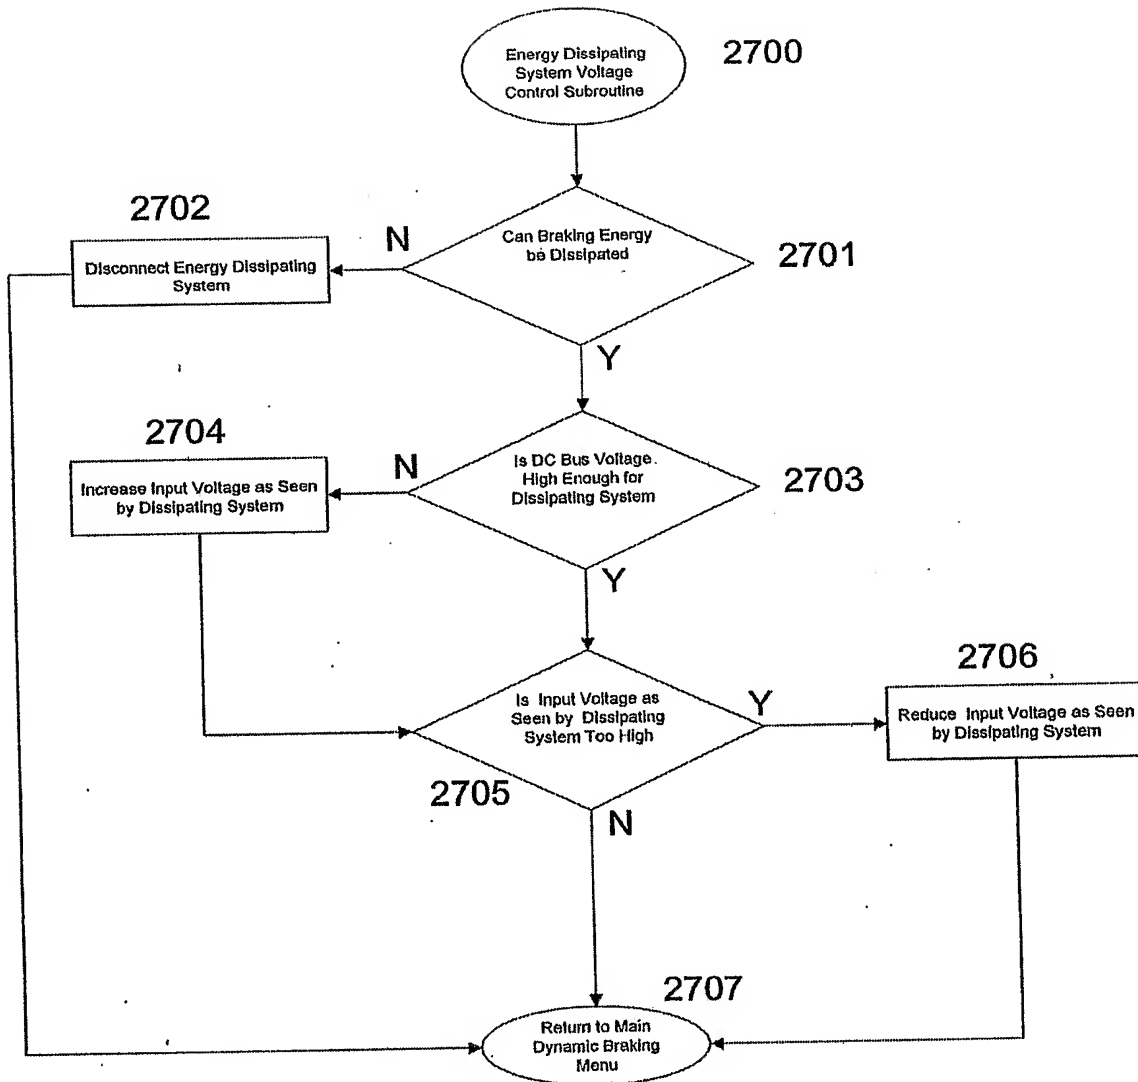 Energy Dissipating
System Voltage
Control Subroutine
2700
Can Braking Energy
be Dissipated
2701
N
2702
Disconnect Energy Dissipating
System
Y
Is DC Bus Voltage
High Enough for
Dissipating System
2703
N
2704
Increase Input Voltage as Seen
by Dissipating System
Y
Is Input Voltage as
Seen by Dissipating
System Too High
2705
Y
2706
Reduce Input Voltage as Seen
by Dissipating System
N
2707
Return to Main
Dynamic Braking
Menu